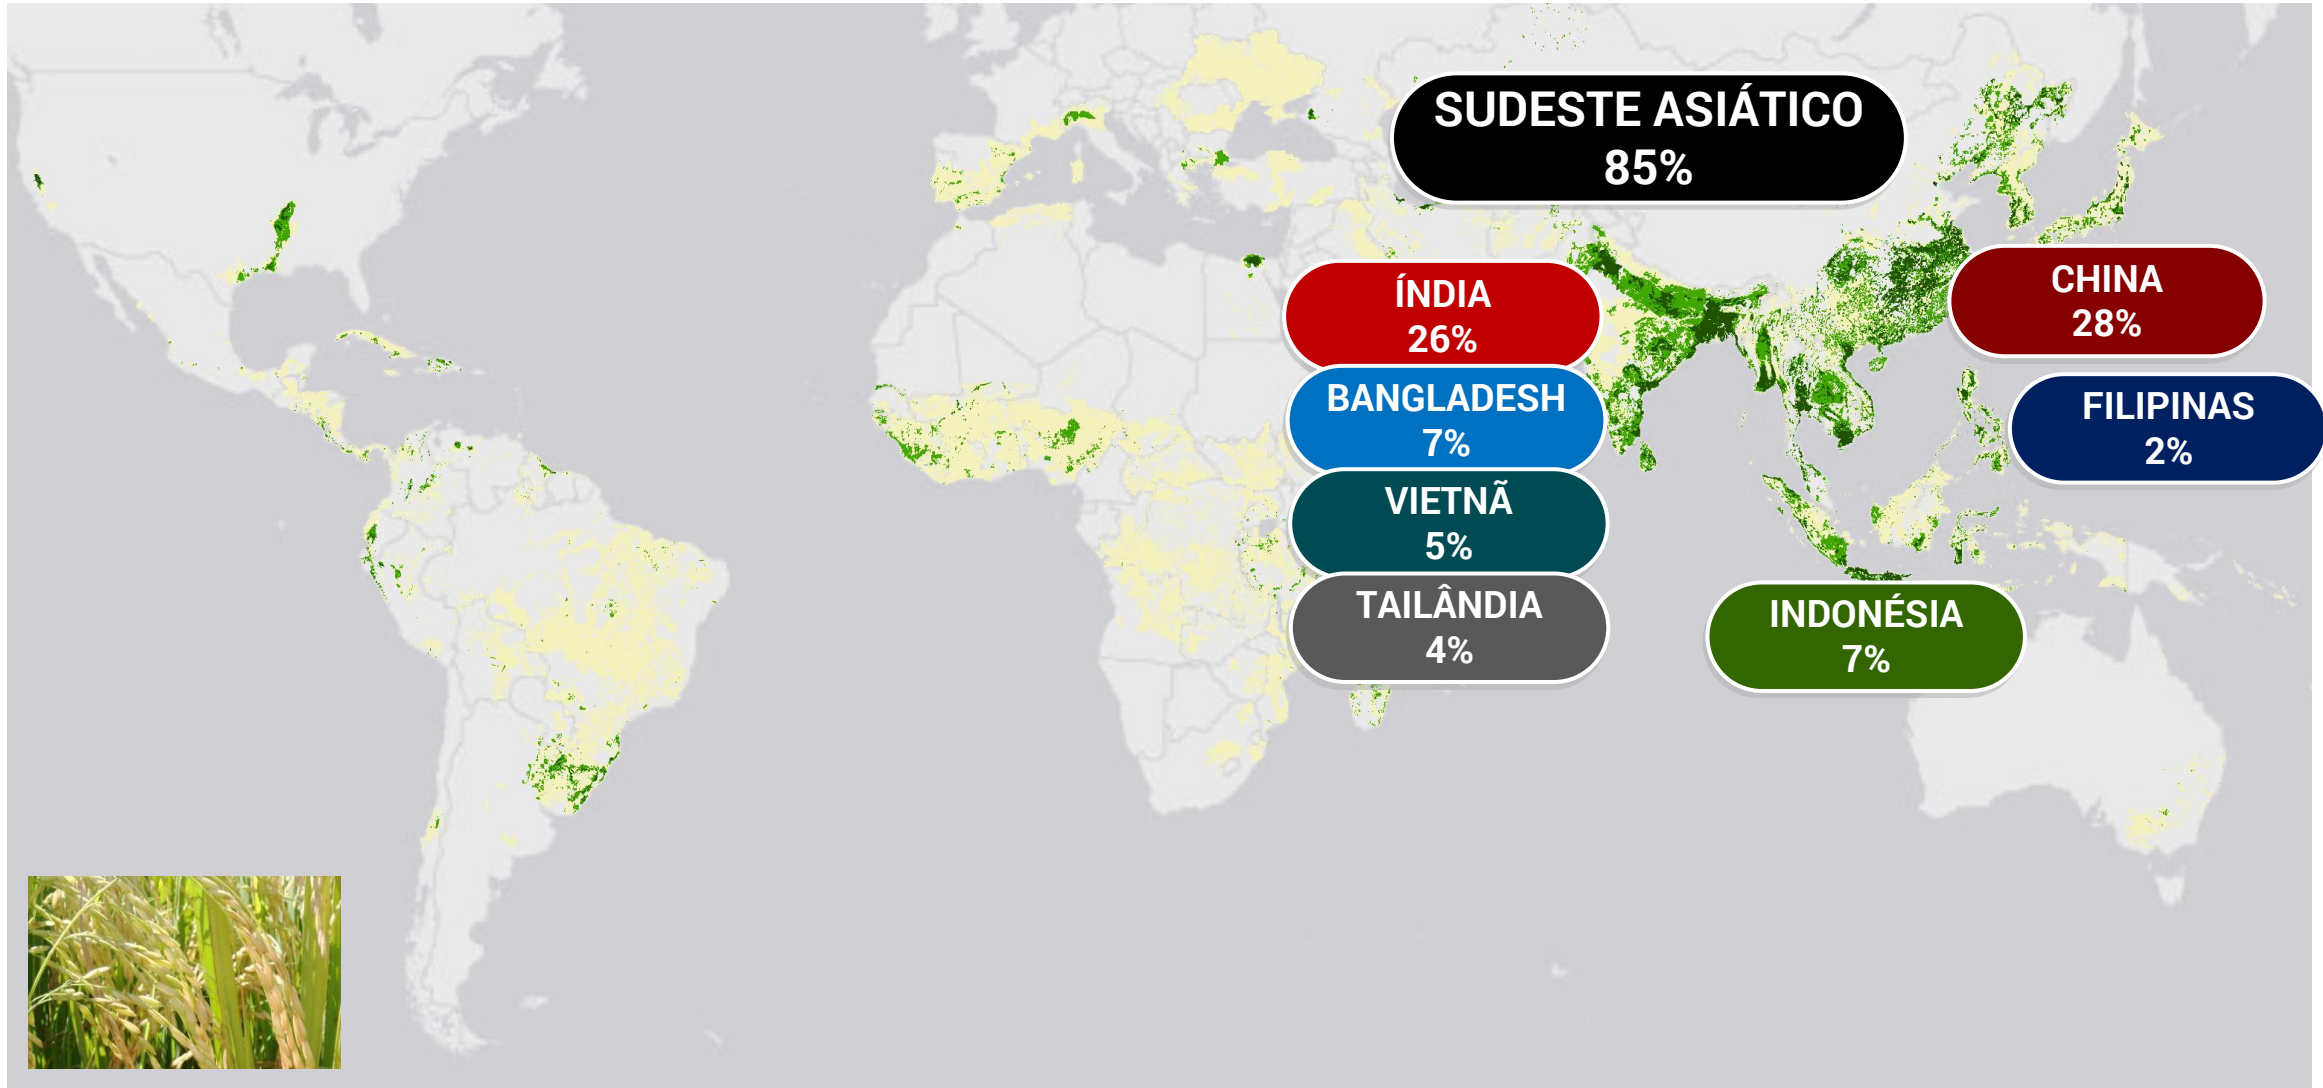 SUDESTE ASIÁTICO
85%
ÍNDIA
26%
CHINA
28%
BANGLADESH
7%
FILIPINAS
2%
VIETNÃ
5%
TAILÂNDIA
4%
INDONÉSIA
7%